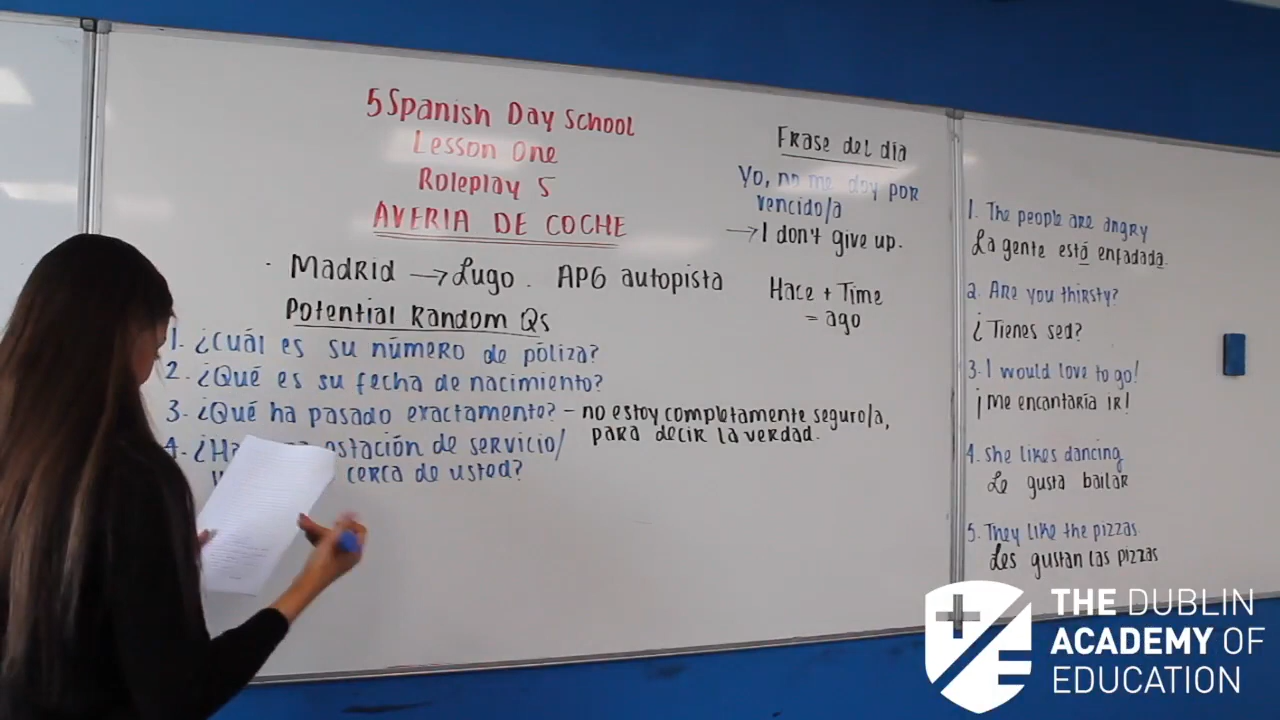 5 Spanish Day School
Lesson One
Roleplay 5
AVERIA DE COCHE
· Madrid → Lugo. AP6 autopista
Potential Random Qs
1. ¿Cuál es su número de póliza?
2. ¿Qué es su fecha de nacimiento?
3. ¿Qué ha pasado exactamente? – no estoy completamente seguro/a,
para decir la verdad.
4. ¿Ha estación de servicio/
cerca de usted?
Frase del día
Yo, no me doy por
vencido/a
→ I don't give up.
Hace + Time
= ago
1. The people are angry
La gente está enfadada.
2. Are you thirsty?
¿Tienes sed?
3. I would love to go!
¡Me encantaría ir!
4. She likes dancing
Le gusta bailar
5. They like the pizzas
Les gustan las pizzas
THE DUBLIN
ACADEMY OF
EDUCATION